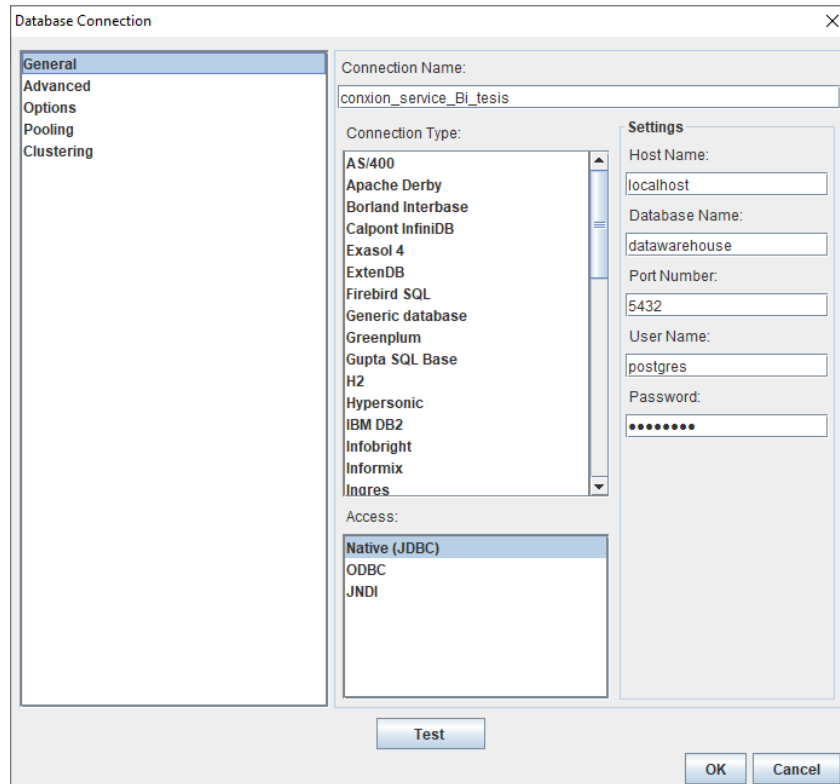 Database Connection
General
Advanced
Options
Pooling
Clustering
Connection Name:
conxion_service_Bi_tesis
Connection Type:
AS/400
Apache Derby
Borland Interbase
Calpont InfiniDB
Exasol 4
ExtenDB
Firebird SQL
Generic database
Greenplum
Gupta SQL Base
H2
Hypersonic
IBM DB2
Infobright
Informix
Ingres
Access:
Native (JDBC)
ODBC
JNDI
Settings
Host Name:
localhost
Database Name:
datawarehouse
Port Number:
5432
User Name:
postgres
Password:
●●●●●●●●
Test
OK
Cancel